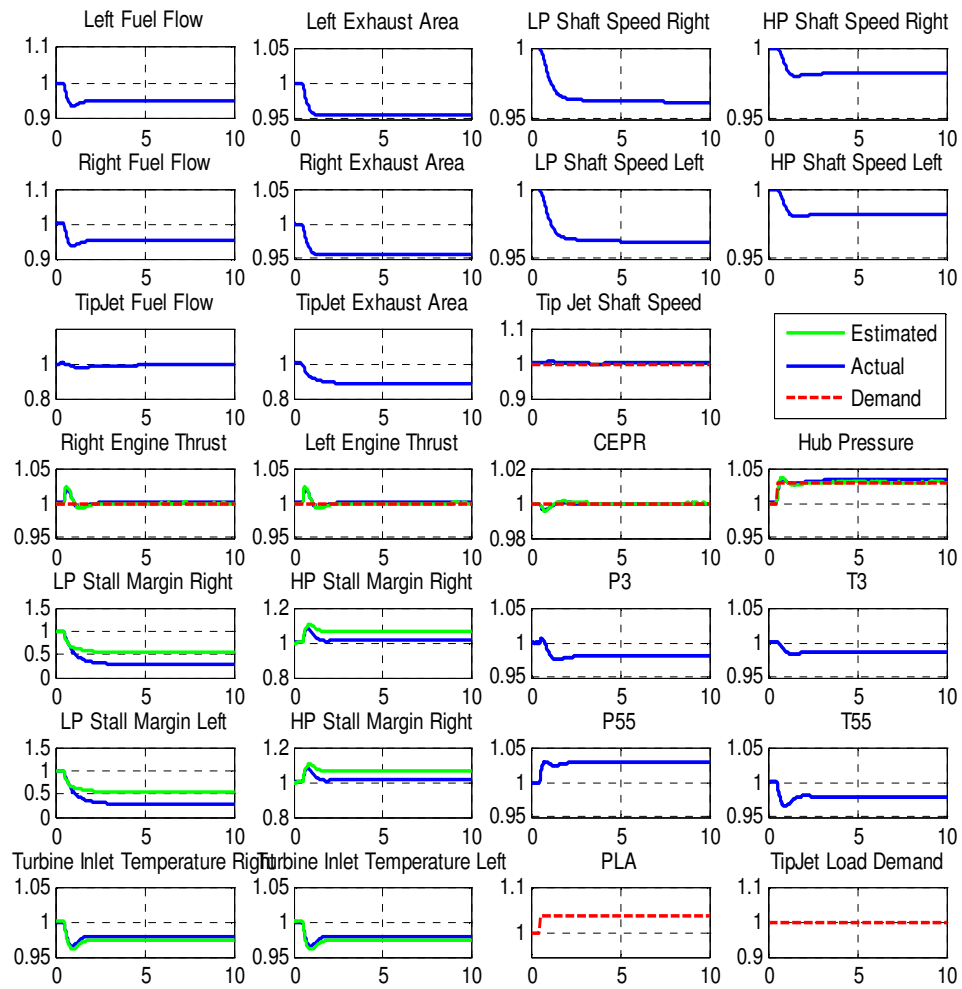 Left Fuel Flow
1.1
1
0.9
0 5 10
Left Exhaust Area
1.05
1
0.95
0 5 10
LP Shaft Speed Right
1
0.95
0 5 10
HP Shaft Speed Right
1
0.95
0 5 10
Right Fuel Flow
1.1
1
0.9
0 5 10
Right Exhaust Area
1.05
1
0.95
0 5 10
LP Shaft Speed Left
1
0.95
0 5 10
HP Shaft Speed Left
1
0.95
0 5 10
TipJet Fuel Flow
1
0.8
0 5 10
TipJet Exhaust Area
1
0.8
0 5 10
Tip Jet Shaft Speed
1.1
1
0.9
0 5 10
Estimated
Actual
Demand
Right Engine Thrust
1.05
1
0.95
0 5 10
Left Engine Thrust
1.05
1
0.95
0 5 10
CEPR
1.02
1
0.98
0 5 10
Hub Pressure
1.05
1
0.95
0 5 10
LP Stall Margin Right
1.5
1
0.5
0
0 5 10
HP Stall Margin Right
1.2
1
0.8
0 5 10
P3
1.05
1
0.95
0 5 10
T3
1.05
1
0.95
0 5 10
LP Stall Margin Left
1.5
1
0.5
0
0 5 10
HP Stall Margin Right
1.2
1
0.8
0 5 10
P55
1.05
1
0.95
0 5 10
T55
1.05
1
0.95
0 5 10
Turbine Inlet Temperature Right
1.05
1
0.95
0 5 10
Turbine Inlet Temperature Left
1.05
1
0.95
0 5 10
PLA
1.1
1
0 5 10
TipJet Load Demand
1.1
1
0.9
0 5 10